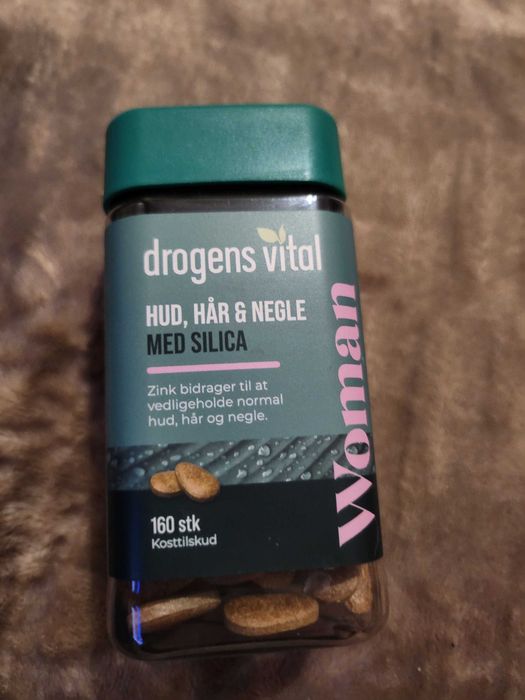 drogens vital
HUD, HÅR & NEGLE
MED SILICA
Zink bidrager til at
vedligeholde normal
hud, hår og negle.
160 stk
Kosttilskud
Woman